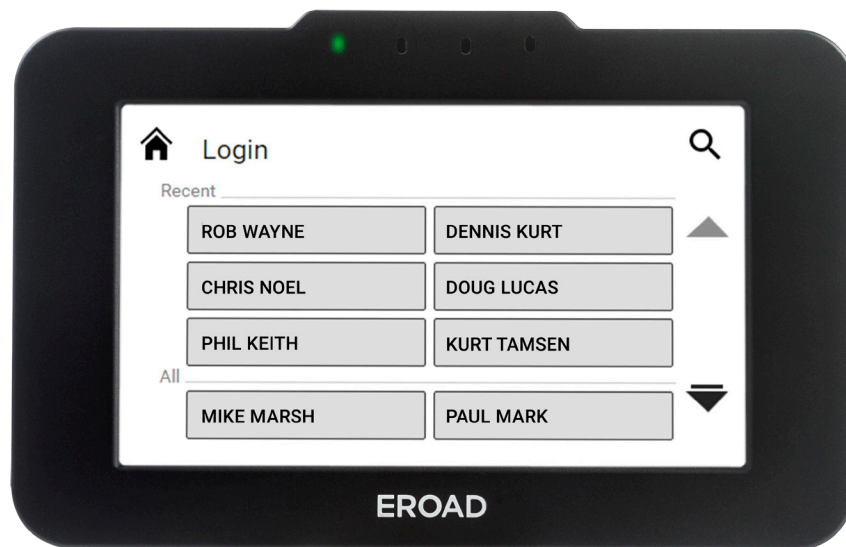 Login
Recent
ROB WAYNE DENNIS KURT
CHRIS NOEL DOUG LUCAS
PHIL KEITH KURT TAMSEN
All
MIKE MARSH PAUL MARK
EROAD